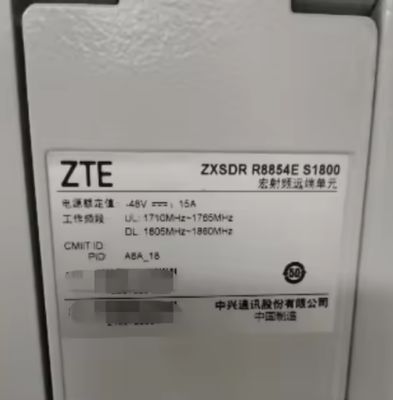 ZTE
ZXSDR R8854E S1800
宏射频远端单元
电源额定值: -48V ⎓ : 15A
工作频段: UL: 1710MHz~1765MHz
DL: 1805MHz~1860MHz
CMIIT ID:
PID: A8A_18
50
中兴通讯股份有限公司
中国制造